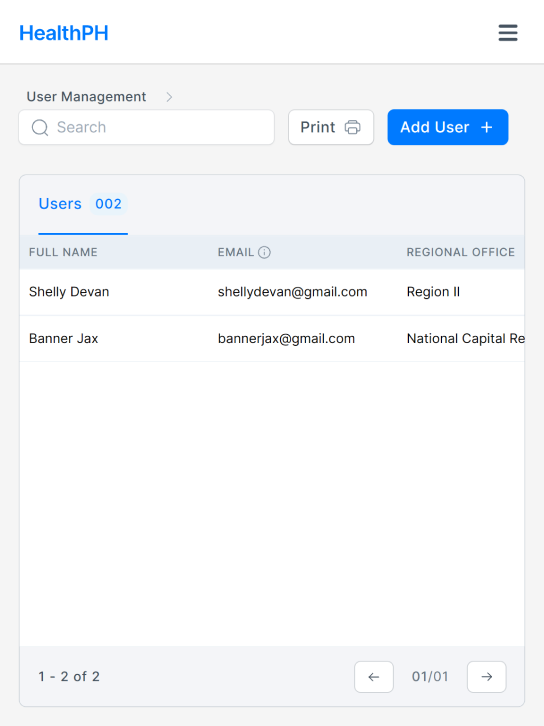 HealthPH
User Management
Search
Print
Add User +
Users 002
FULL NAME EMAIL REGIONAL OFFICE
Shelly Devan shellydevan@gmail.com Region II
Banner Jax bannerjax@gmail.com National Capital Re
1 - 2 of 2 01/01